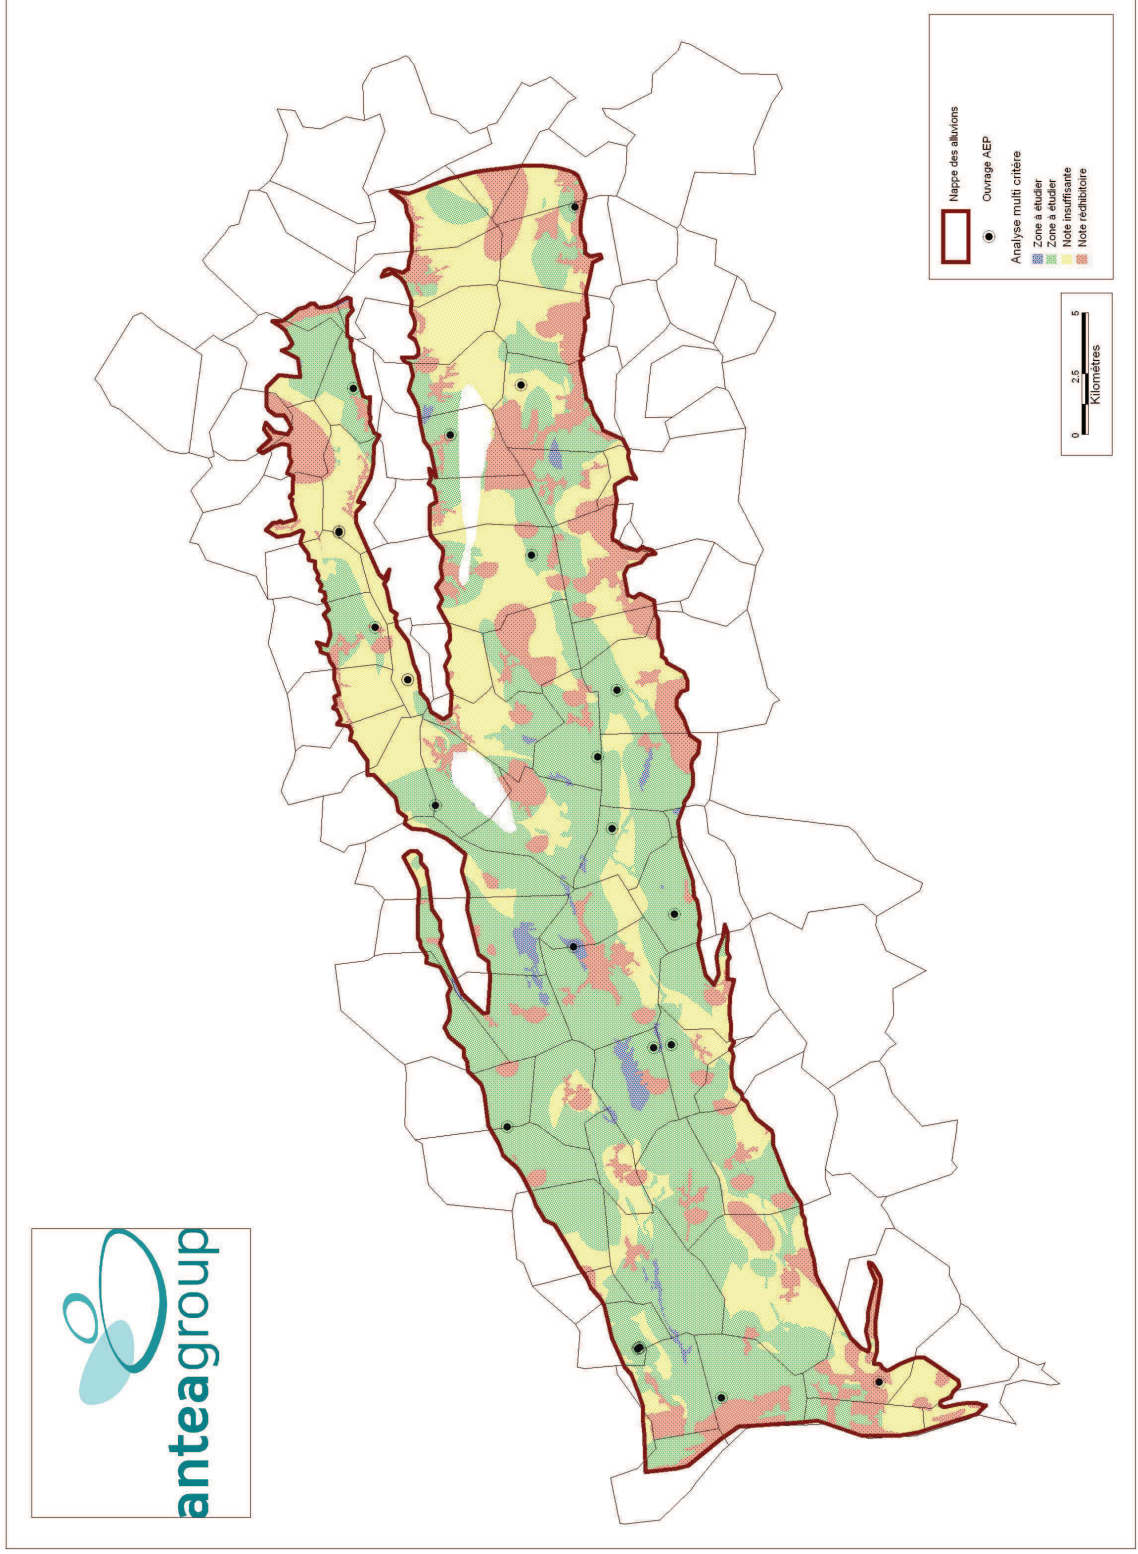 anteagroup
Nappe des alluvions
Ouvrage AEP
Analyse multi critère
Zone à étudier
Zone à étudier
Note insuffisante
Note rédhibitoire
0 2.5 5
Kilomètres